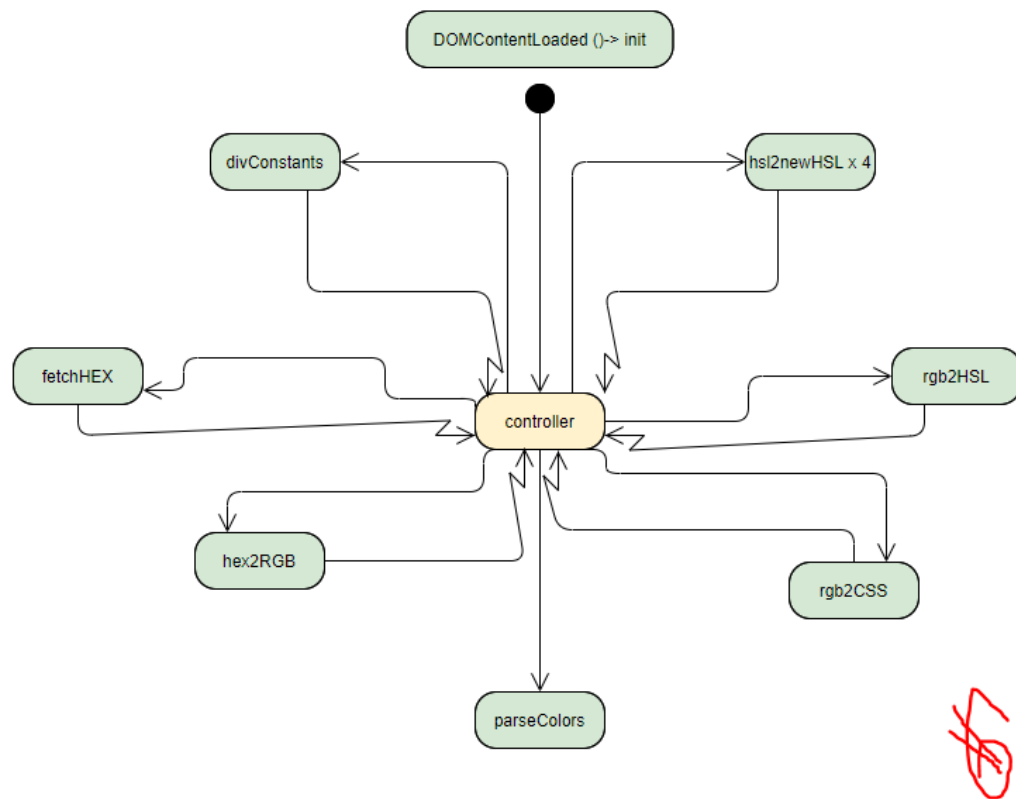 DOMContentLoaded ()-> init
divConstants
hsl2newHSL x 4
fetchHEX
rgb2HSL
controller
hex2RGB
rgb2CSS
parseColors